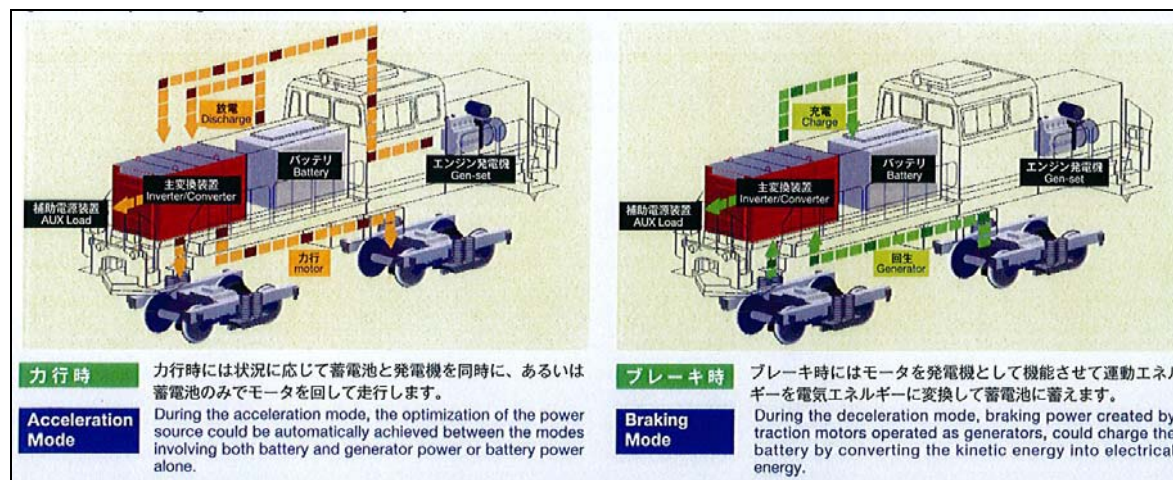 放電
Discharge
バッテリ
Battery
エンジン発電機
Gen-set
主変換装置
Inverter/Converter
補助電源装置
AUX Load
力行
motor
力行時
力行時には状況に応じて蓄電池と発電機を同時に、あるいは
蓄電池のみでモータを回して走行します。
Acceleration
Mode
During the acceleration mode, the optimization of the power
source could be automatically achieved between the modes
involving both battery and generator power or battery power
alone.
充電
Charge
バッテリ
Battery
エンジン発電機
Gen-set
主変換装置
Inverter/Converter
補助電源装置
AUX Load
回生
Generator
ブレーキ時
ブレーキ時にはモータを発電機として機能させて運動エネル
ギーを電気エネルギーに変換して蓄電池に蓄えます。
Braking
Mode
During the deceleration mode, braking power created by
traction motors operated as generators, could charge the
battery by converting the kinetic energy into electrical
energy.